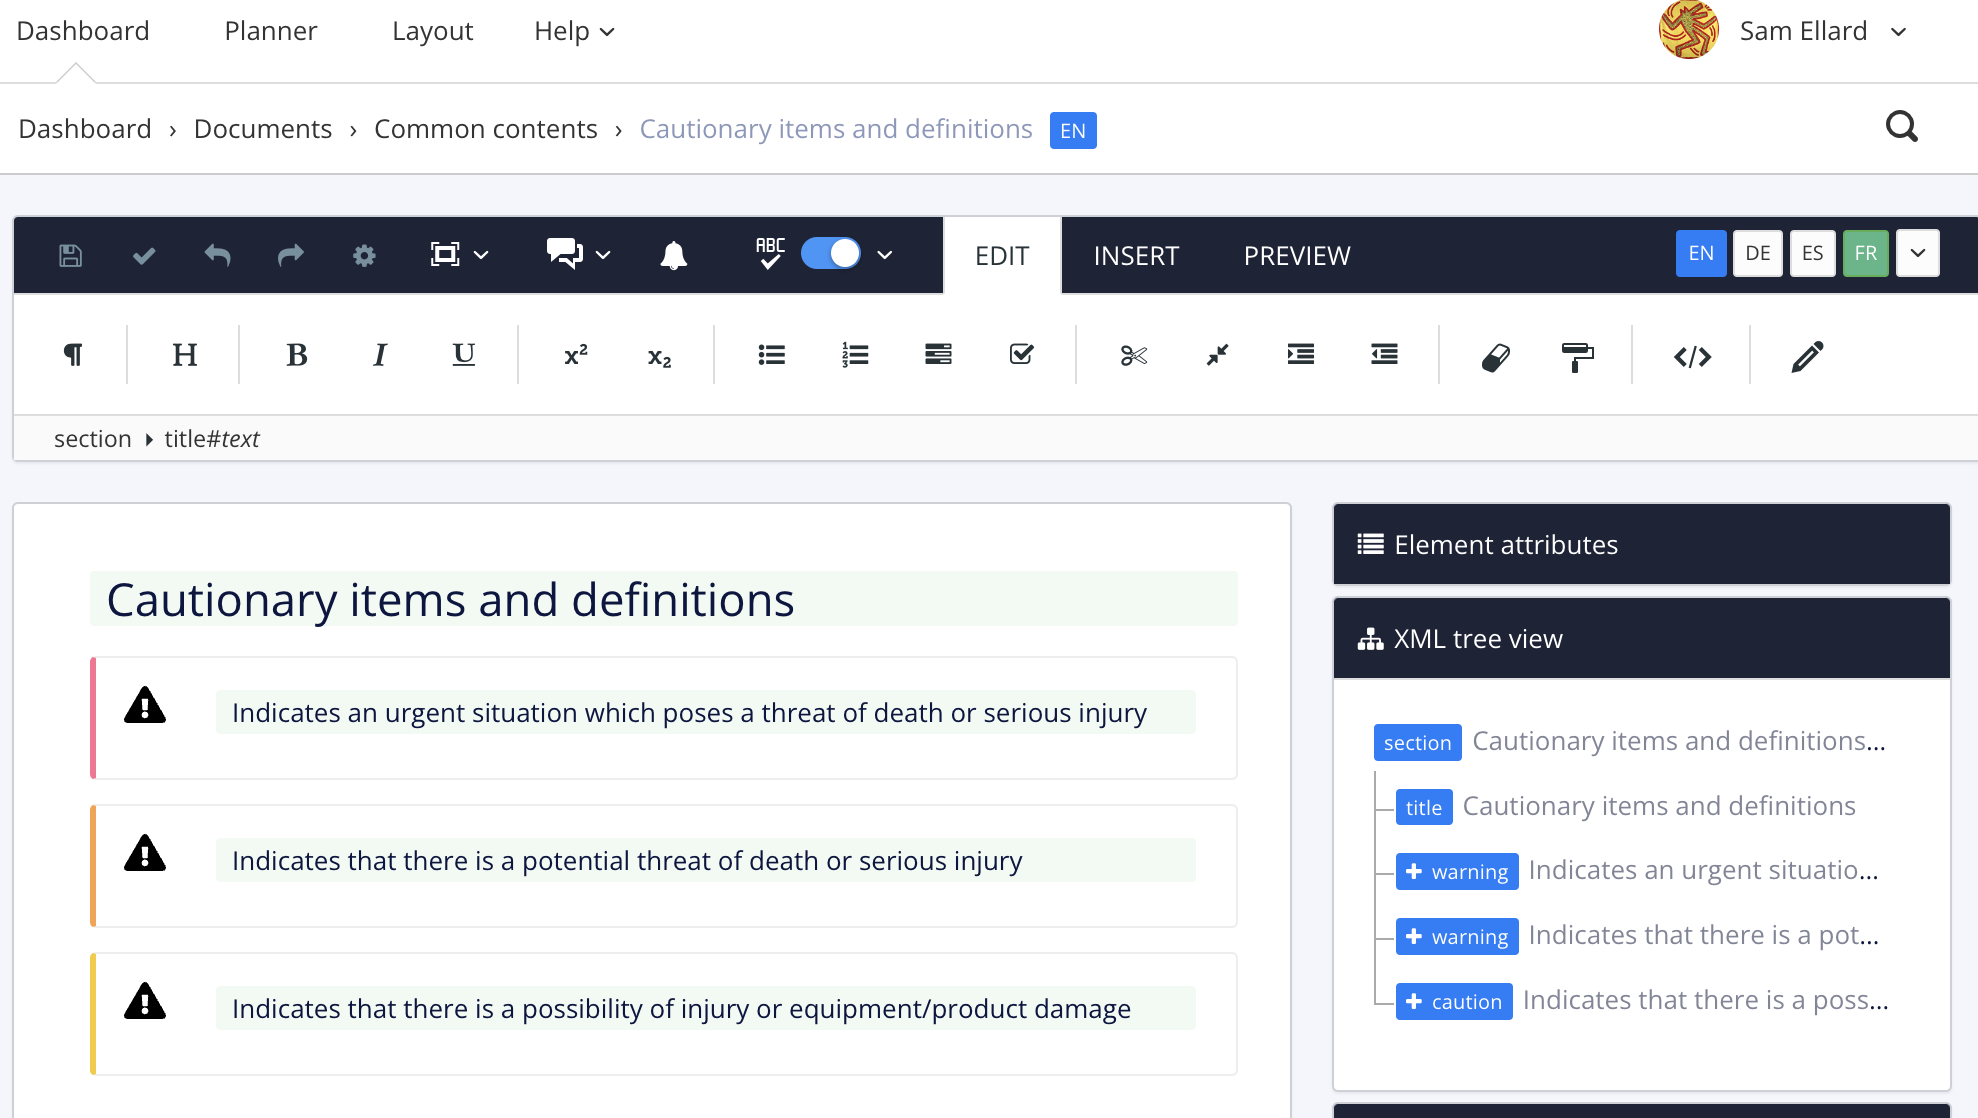 Dashboard Planner Layout Help Sam Ellard
Dashboard › Documents › Common contents › Cautionary items and definitions EN
ABC EDIT INSERT PREVIEW EN DE ES FR
¶ H B I U x² x₂ </>
section title#text
Cautionary items and definitions
Indicates an urgent situation which poses a threat of death or serious injury
Indicates that there is a potential threat of death or serious injury
Indicates that there is a possibility of injury or equipment/product damage
Element attributes
XML tree view
section Cautionary items and definitions...
title Cautionary items and definitions
+ warning Indicates an urgent situatio...
+ warning Indicates that there is a pot...
+ caution Indicates that there is a poss...